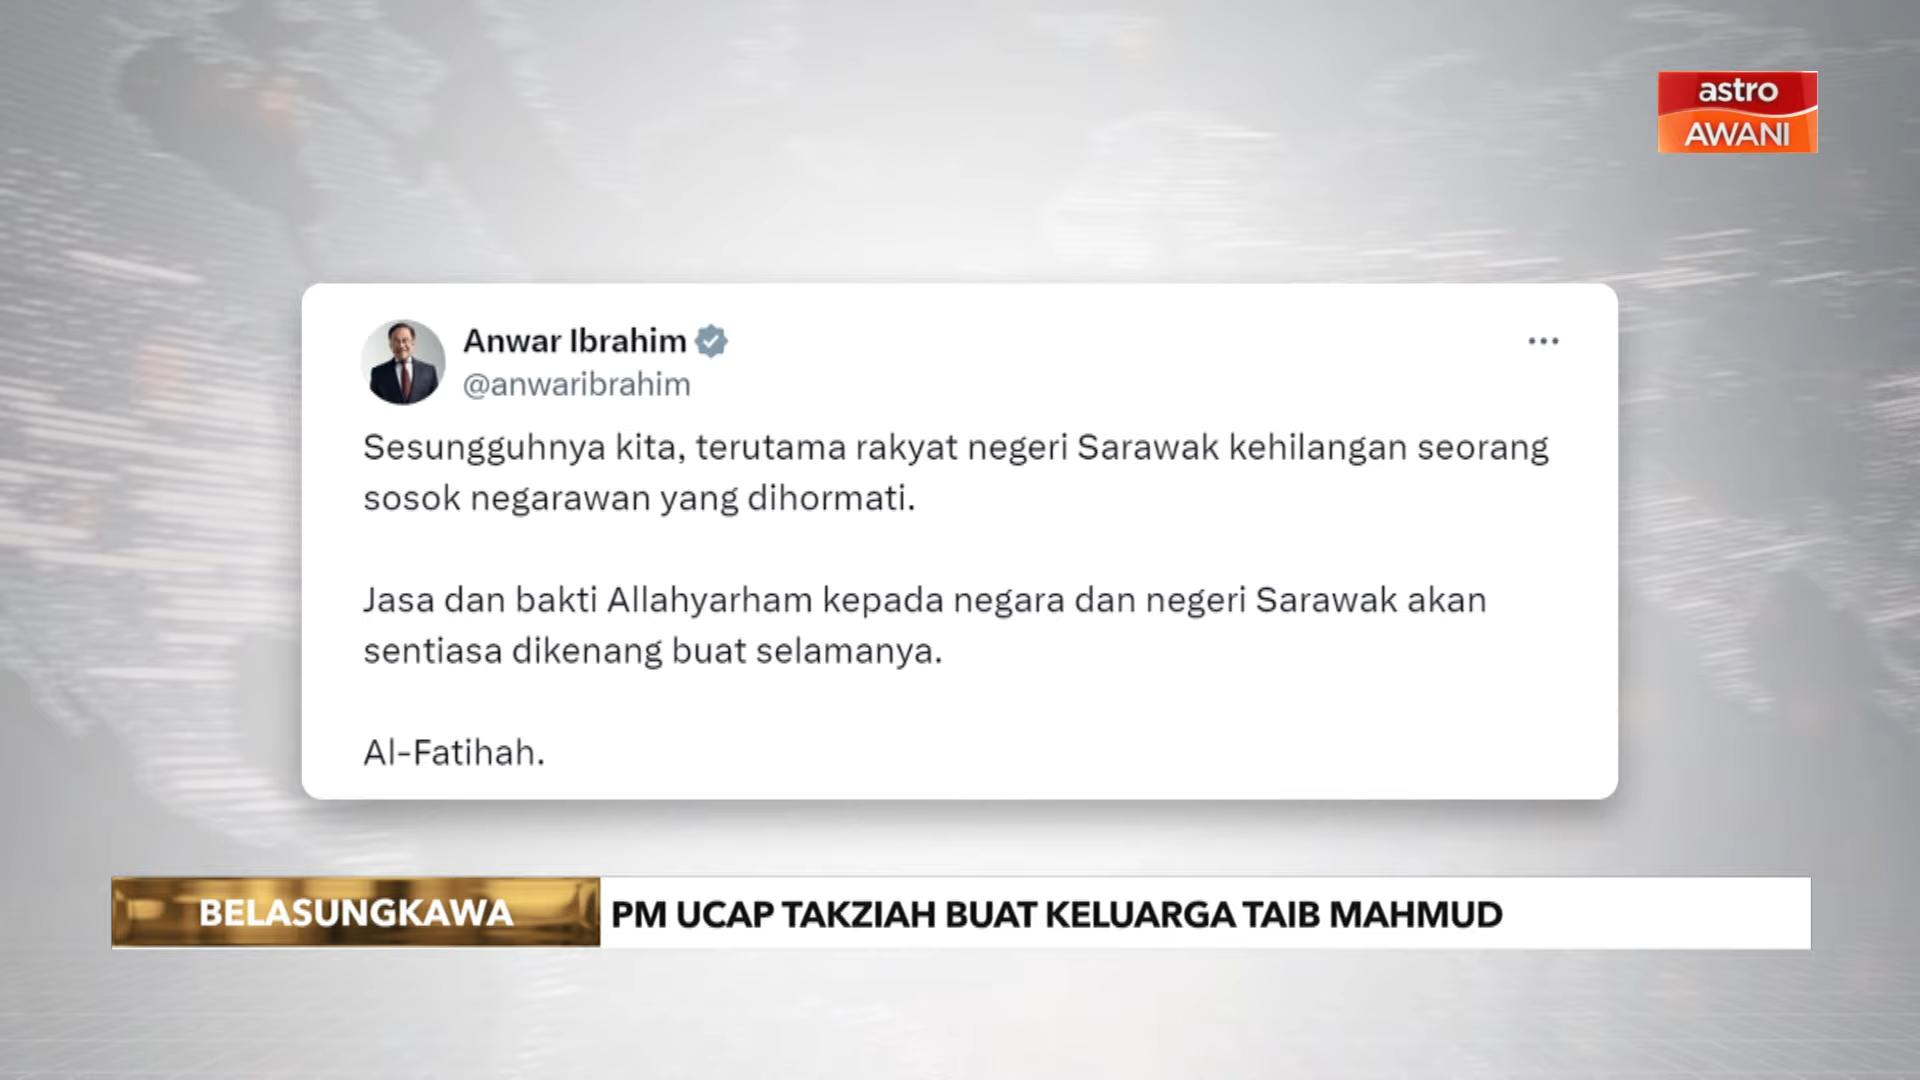 astro
AWANI
Anwar Ibrahim
@anwaribrahim
Sesungguhnya kita, terutama rakyat negeri Sarawak kehilangan seorang
sosok negarawan yang dihormati.
Jasa dan bakti Allahyarham kepada negara dan negeri Sarawak akan
sentiasa dikenang buat selamanya.
Al-Fatihah.
BELASUNGKAWA
PM UCAP TAKZIAH BUAT KELUARGA TAIB MAHMUD